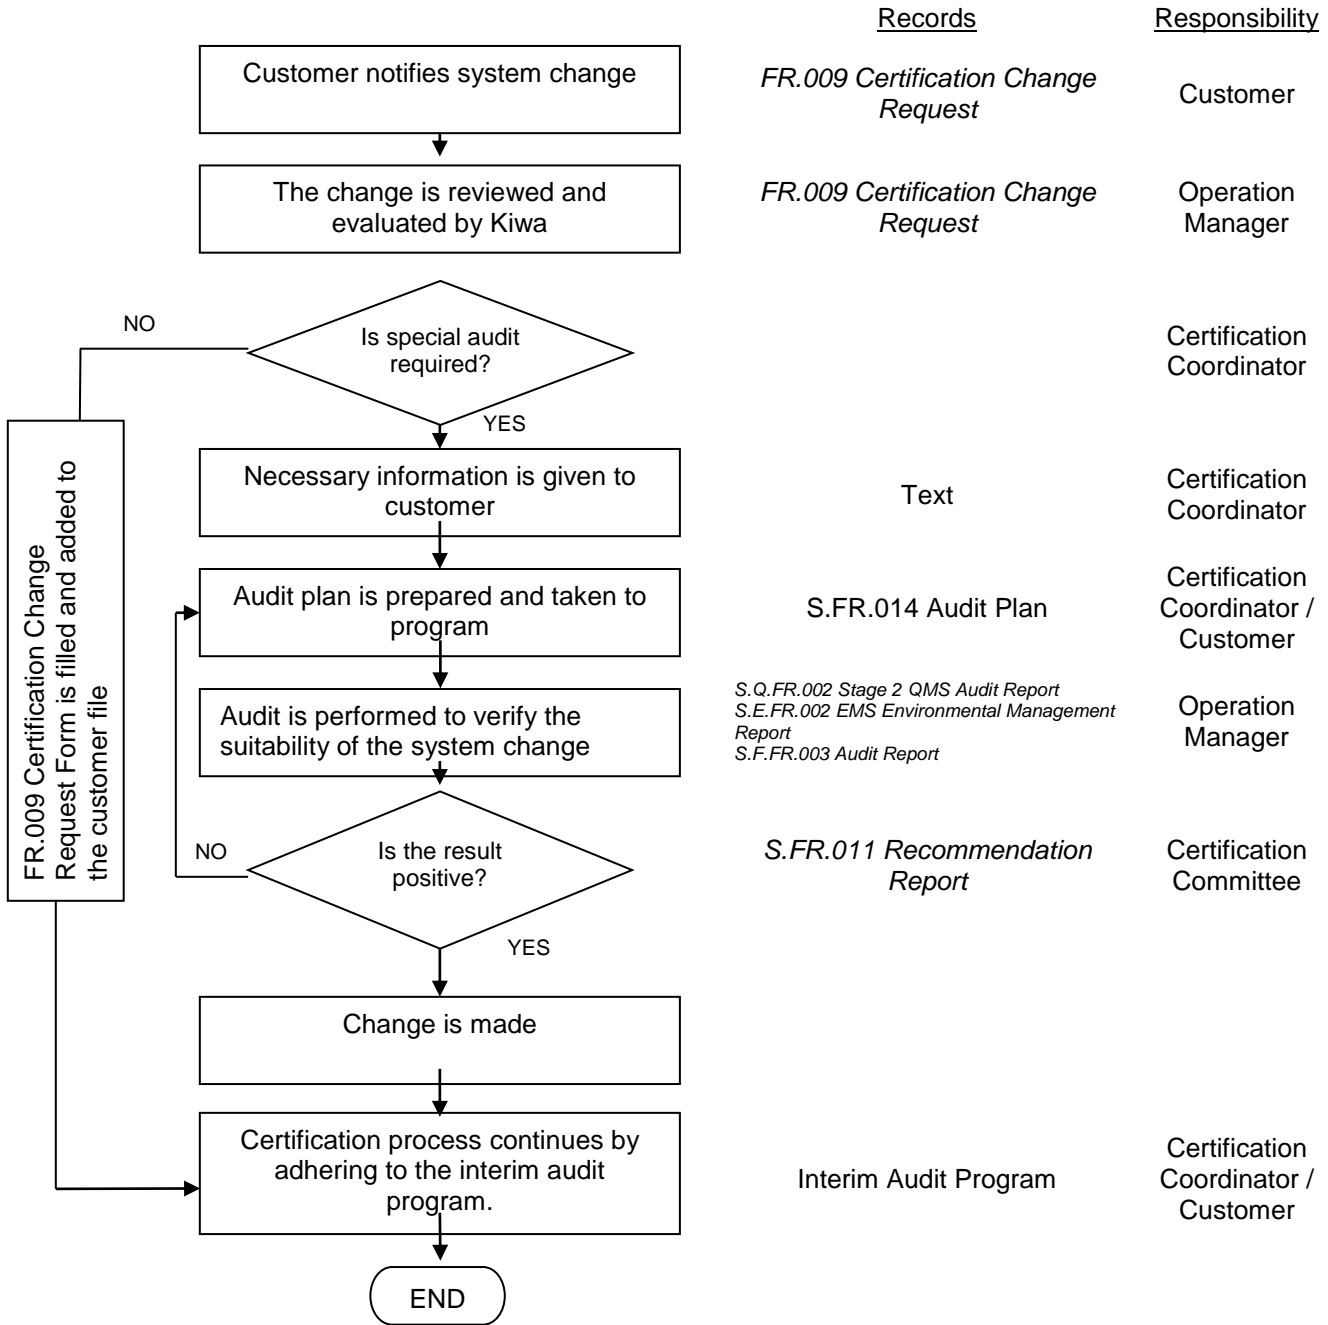 Records
Responsibility
Customer notifies system change
FR.009 Certification Change
Request
Customer
The change is reviewed and
evaluated by Kiwa
FR.009 Certification Change
Request
Operation
Manager
NO
Is special audit
required?
Certification
Coordinator
YES
FR.009 Certification Change
Request Form is filled and added to
the customer file
Necessary information is given to
customer
Text
Certification
Coordinator
Audit plan is prepared and taken to
program
S.FR.014 Audit Plan
Certification
Coordinator /
Customer
Audit is performed to verify the
suitability of the system change
S.Q.FR.002 Stage 2 QMS Audit Report
S.E.FR.002 EMS Environmental Management
Report
S.F.FR.003 Audit Report
Operation
Manager
NO
Is the result
positive?
S.FR.011 Recommendation
Report
Certification
Committee
YES
Change is made
Certification process continues by
adhering to the interim audit
program.
Interim Audit Program
Certification
Coordinator /
Customer
END